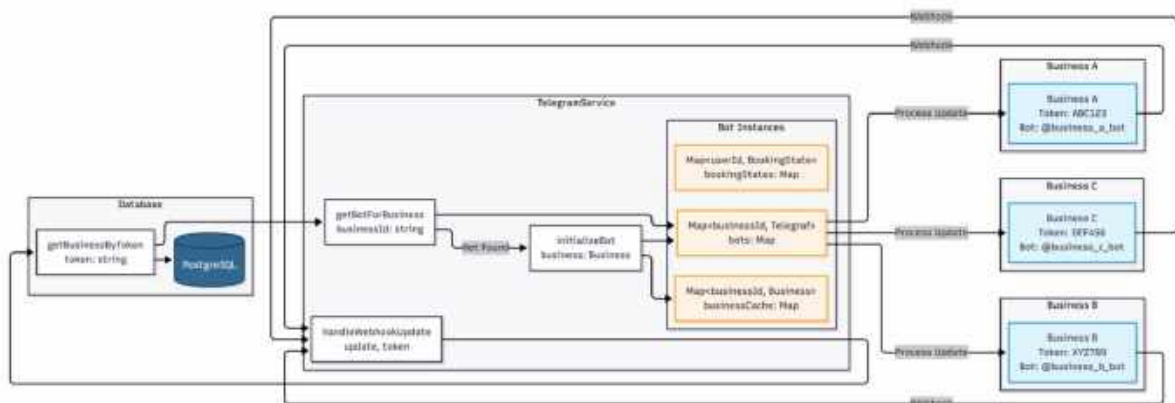 Webhook
Webhook
TelegramService
Business A
Business A
Token: ABC123
Bot: @business_a_bot
Process Update
Bot Instances
Map<userId, BookingState>
bookingStates: Map
Database
getBusinessByToken
token: string
PostgreSQL
getBotForBusiness
businessId: string
Not Found
initializeBot
business: Business
Map<businessId, Telegraf>
bots: Map
Process Update
Business C
Business C
Token: DEF456
Bot: @business_c_bot
Map<businessId, Business>
businessCache: Map
handleWebhookUpdate
update, token
Process Update
Business B
Business B
Token: XYZ789
Bot: @business_b_bot